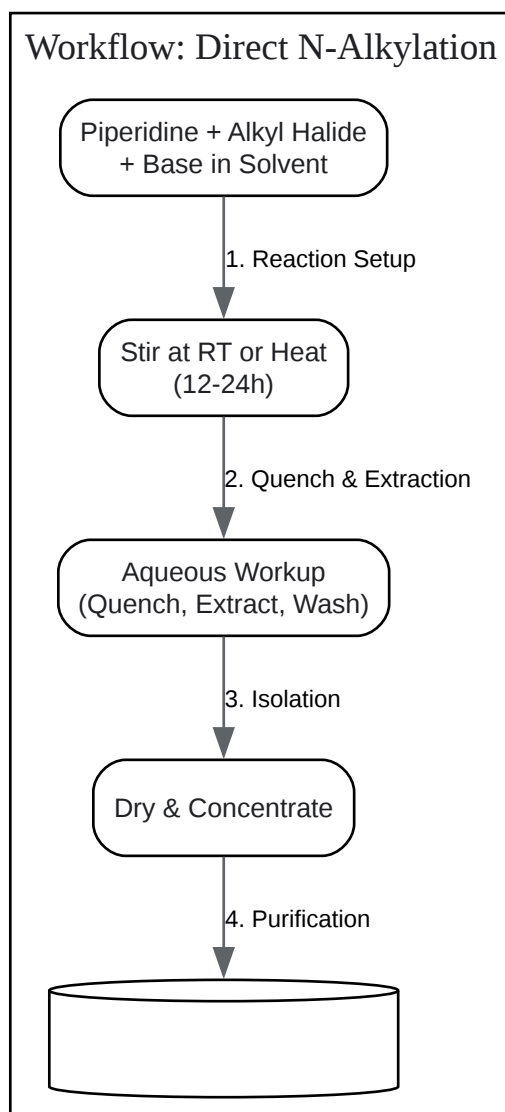 Workflow: Direct N-Alkylation
Piperidine + Alkyl Halide
+ Base in Solvent
1. Reaction Setup
Stir at RT or Heat
(12-24h)
2. Quench & Extraction
Aqueous Workup
(Quench, Extract, Wash)
3. Isolation
Dry & Concentrate
4. Purification